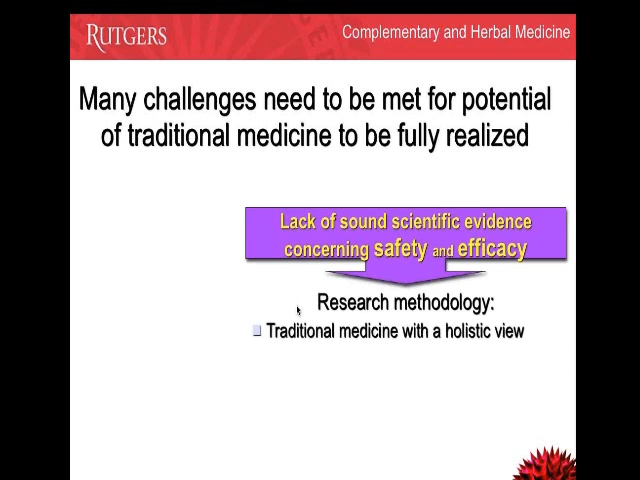 RUTGERS
Complementary and Herbal Medicine
Many challenges need to be met for potential
of traditional medicine to be fully realized
Lack of sound scientific evidence
concerning safety and efficacy
Research methodology:
Traditional medicine with a holistic view